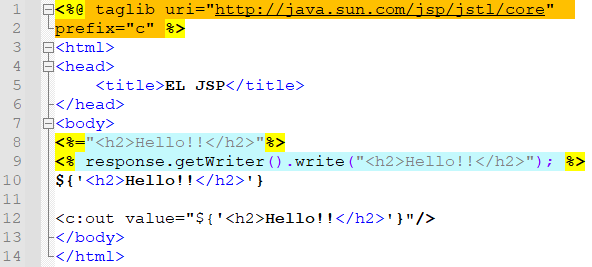 1 <%@ taglib uri="http://java.sun.com/jsp/jstl/core"
2 prefix="c" %>
3 <html>
4 <head>
5     <title>EL JSP</title>
6 </head>
7 <body>
8 <%="<h2>Hello!!</h2>"%>
9 <% response.getWriter().write("<h2>Hello!!</h2>"); %>
10 ${'<h2>Hello!!</h2>'}
11
12 <c:out value="${'<h2>Hello!!</h2>'}"/>
13 </body>
14 </html>